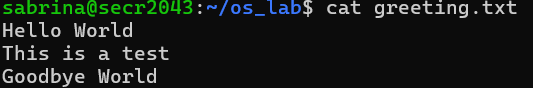 sabrina@secr2043:~/os_lab$ cat greeting.txt
Hello World
This is a test
Goodbye World